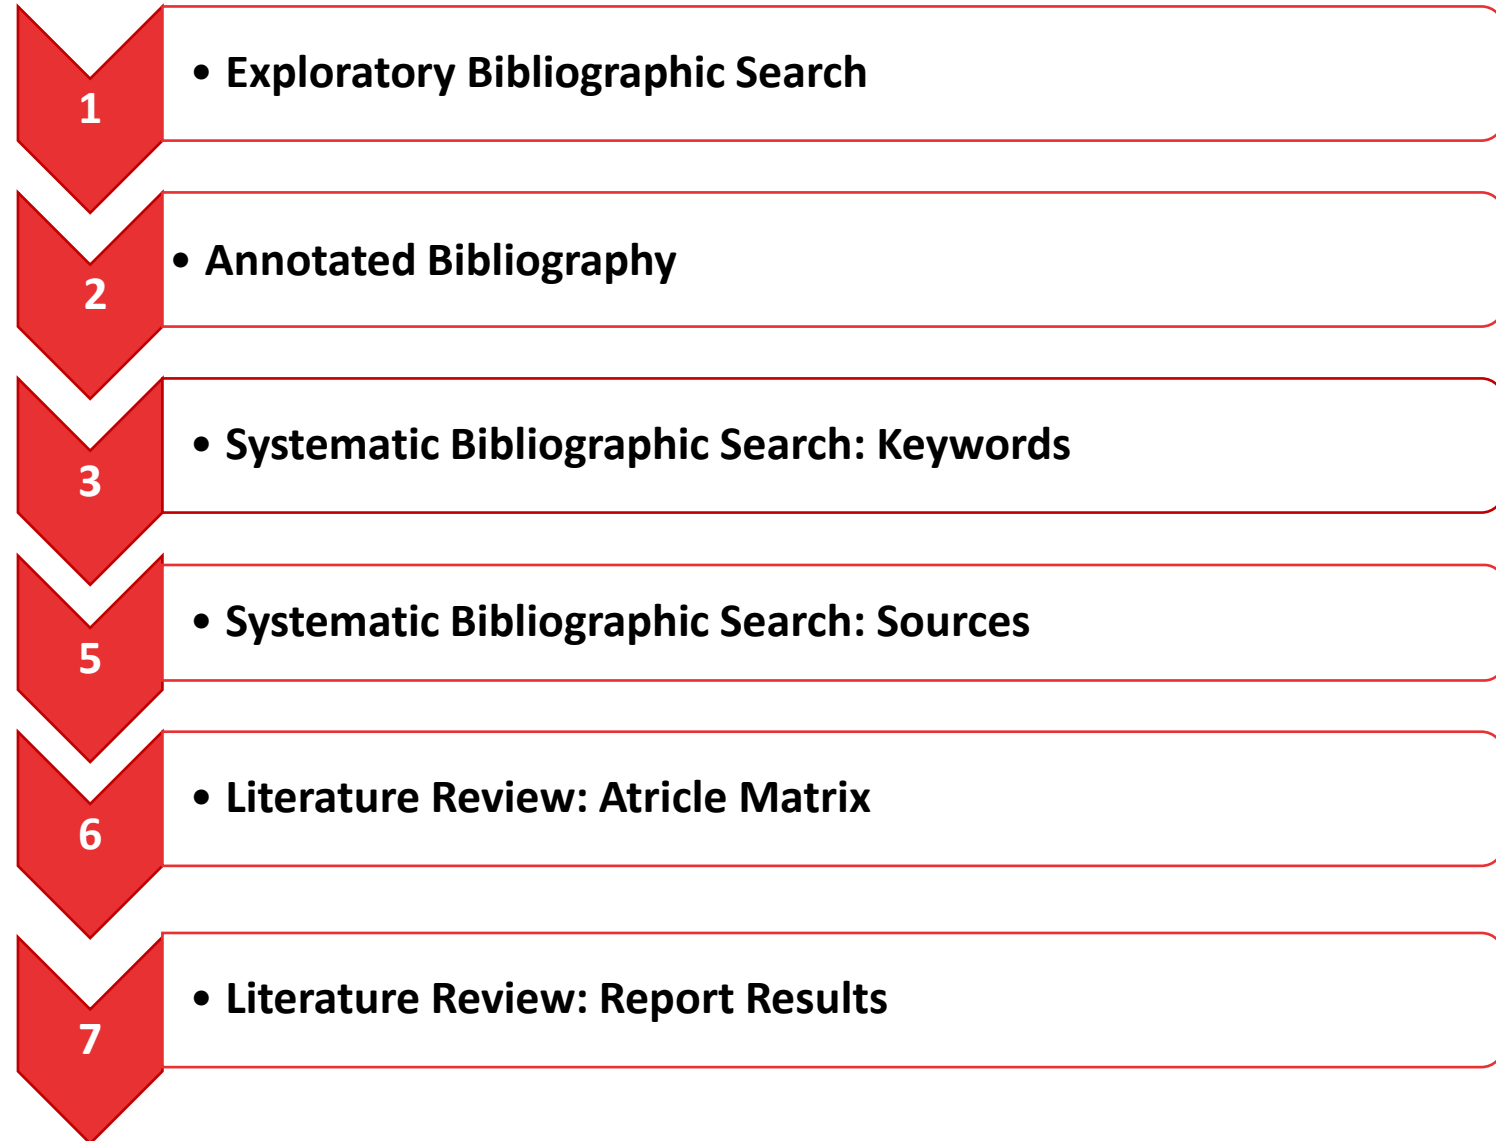 1
• Exploratory Bibliographic Search
2
• Annotated Bibliography
3
• Systematic Bibliographic Search: Keywords
5
• Systematic Bibliographic Search: Sources
6
• Literature Review: Atricle Matrix
7
• Literature Review: Report Results